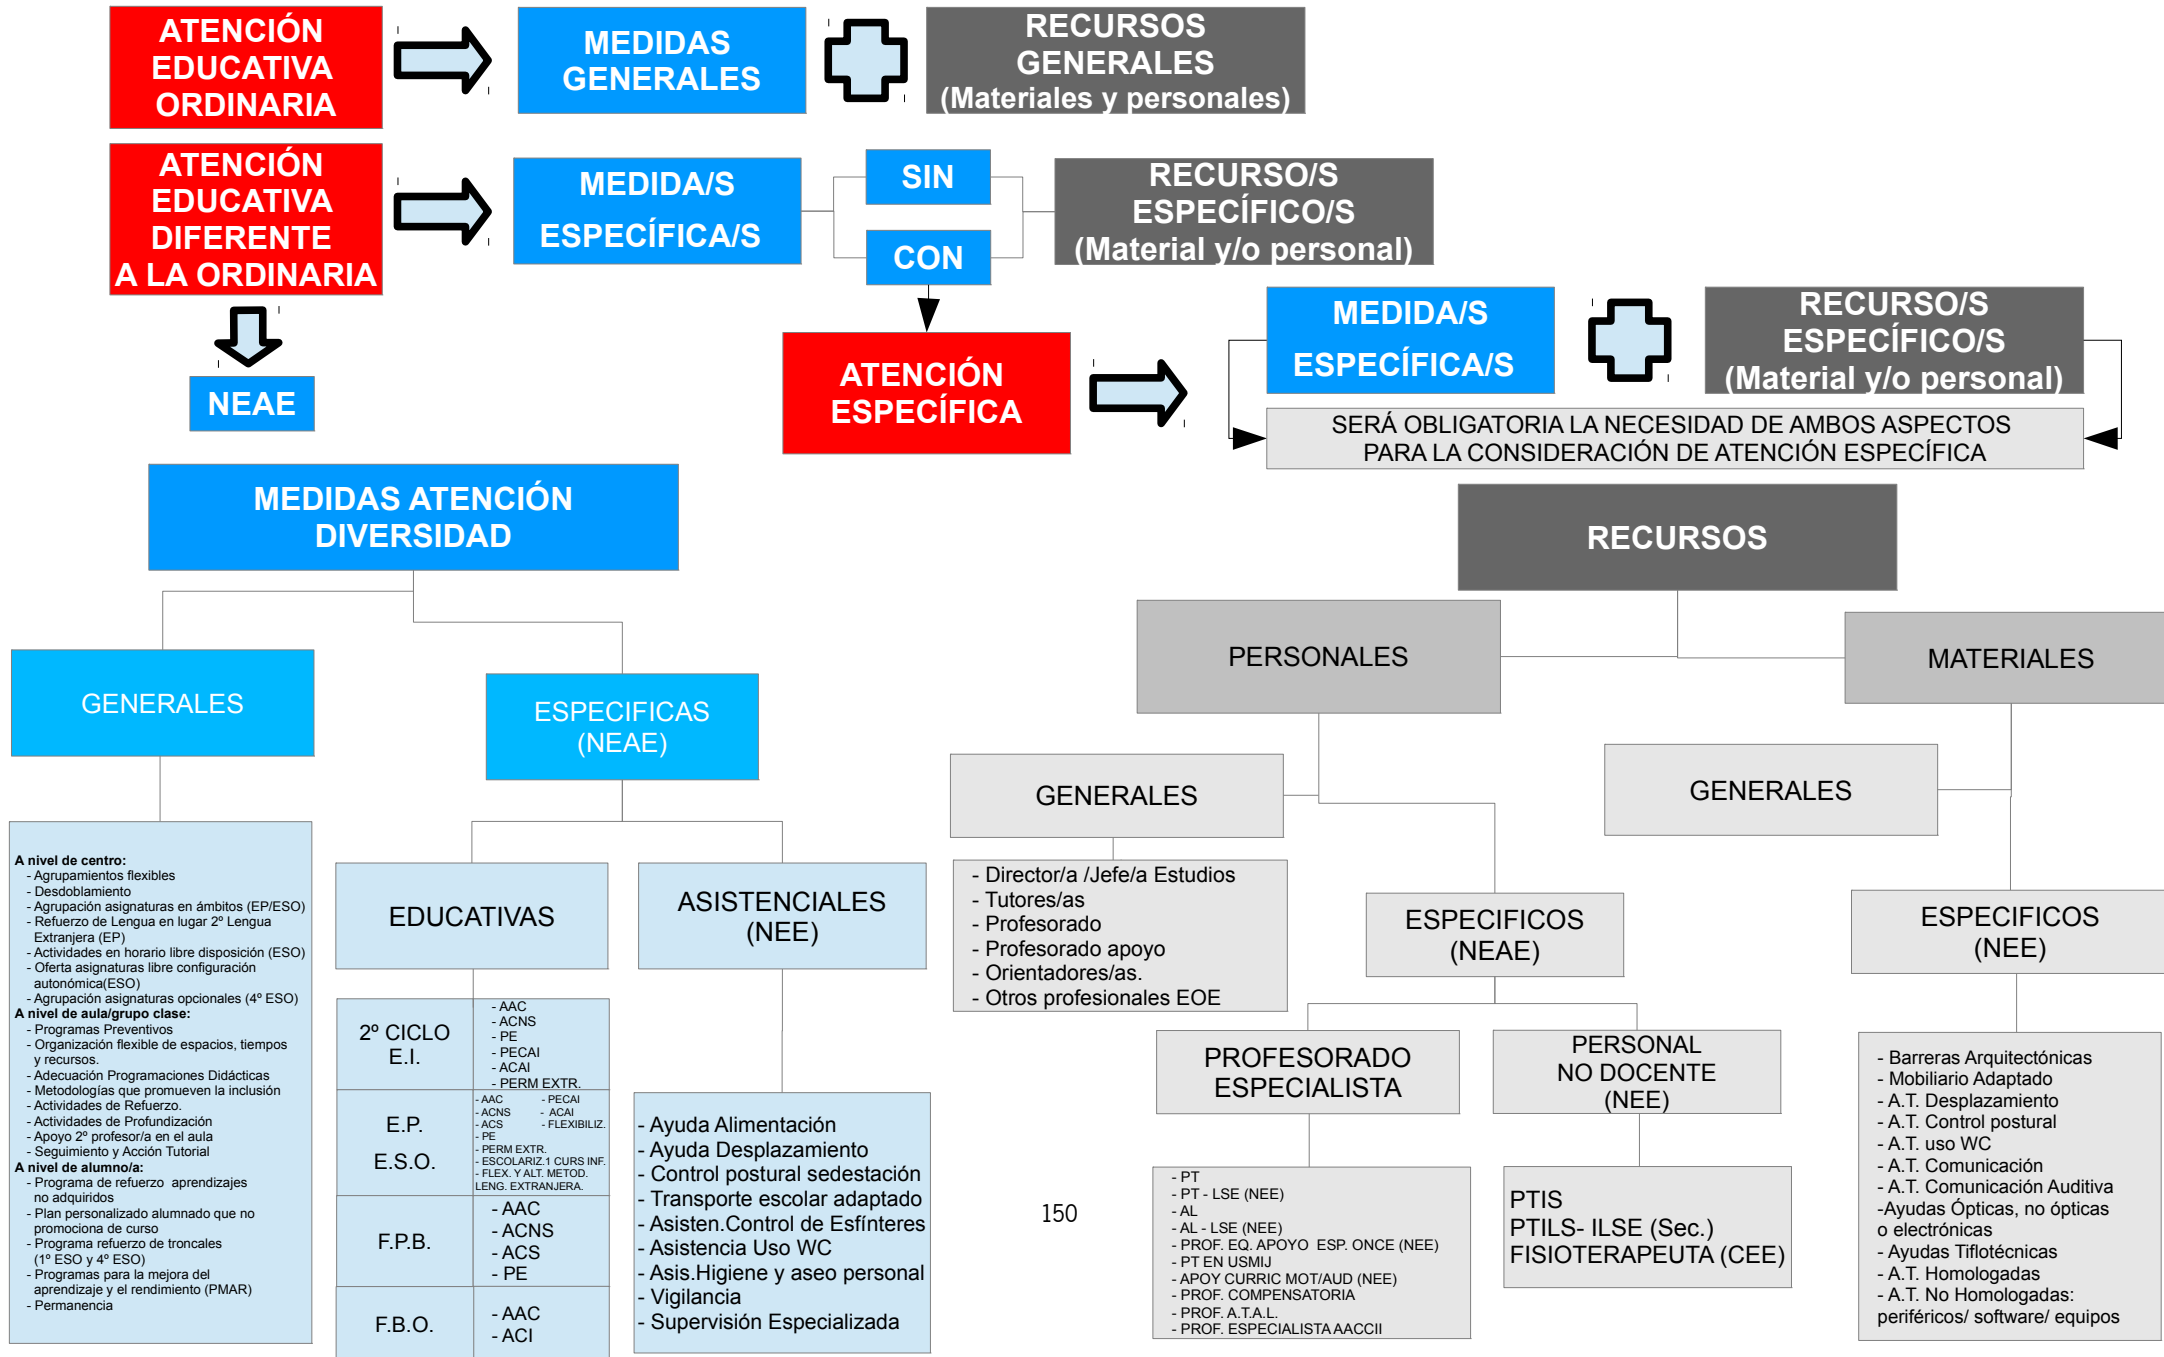 ATENCIÓN
EDUCATIVA
ORDINARIA
MEDIDAS
GENERALES
RECURSOS
GENERALES
(Materiales y personales)
ATENCIÓN
EDUCATIVA
DIFERENTE
A LA ORDINARIA
MEDIDA/S
ESPECÍFICA/S
SIN
CON
RECURSO/S
ESPECÍFICO/S
(Material y/o personal)
NEAE
ATENCIÓN
ESPECÍFICA
MEDIDA/S
ESPECÍFICA/S
RECURSO/S
ESPECÍFICO/S
(Material y/o personal)
SERÁ OBLIGATORIA LA NECESIDAD DE AMBOS ASPECTOS
PARA LA CONSIDERACIÓN DE ATENCIÓN ESPECÍFICA
MEDIDAS ATENCIÓN
DIVERSIDAD
GENERALES
ESPECIFICAS
(NEAE)
A nivel de centro:
- Agrupamientos flexibles
- Desdoblamiento
- Agrupación asignaturas en ámbitos (EP/ESO)
- Refuerzo de Lengua en lugar 2º Lengua
Extranjera (EP)
- Actividades en horario libre disposición (ESO)
- Oferta asignaturas libre configuración
autonómica(ESO)
- Agrupación asignaturas opcionales (4º ESO)
A nivel de aula/grupo clase:
- Programas Preventivos
- Organización flexible de espacios, tiempos
y recursos.
- Adecuación Programaciones Didácticas
- Metodologías que promueven la inclusión
- Actividades de Refuerzo.
- Actividades de Profundización
- Apoyo 2º profesor/a en el aula
- Seguimiento y Acción Tutorial
A nivel de alumno/a:
- Programa de refuerzo aprendizajes
no adquiridos
- Plan personalizado alumnado que no
promociona de curso
- Programa refuerzo de troncales
(1º ESO y 4º ESO)
- Programas para la mejora del
aprendizaje y el rendimiento (PMAR)
- Permanencia
EDUCATIVAS
2º CICLO
E.I.
- AAC
- ACNS
- PE
- PECAI
- ACAI
- PERM EXTR.
E.P.
E.S.O.
- AAC - PECAI
- ACNS - ACAI
- ACS - FLEXIBILIZ.
- PE
- PERM EXTR.
- ESCOLARIZ.1 CURS INF.
- FLEX. Y ALT. METOD.
LENG. EXTRANJERA.
F.P.B.
- AAC
- ACNS
- ACS
- PE
F.B.O.
- AAC
- ACI
ASISTENCIALES
(NEE)
- Ayuda Alimentación
- Ayuda Desplazamiento
- Control postural sedestación
- Transporte escolar adaptado
- Asisten.Control de Esfínteres
- Asistencia Uso WC
- Asis.Higiene y aseo personal
- Vigilancia
- Supervisión Especializada
RECURSOS
PERSONALES
MATERIALES
GENERALES
- Director/a /Jefe/a Estudios
- Tutores/as
- Profesorado
- Profesorado apoyo
- Orientadores/as.
- Otros profesionales EOE
ESPECIFICOS
(NEAE)
PROFESORADO
ESPECIALISTA
- PT
- PT - LSE (NEE)
- AL
- AL - LSE (NEE)
- PROF. EQ. APOYO ESP. ONCE (NEE)
- PT EN USMIJ
- APOY CURRIC MOT/AUD (NEE)
- PROF. COMPENSATORIA
- PROF. A.T.A.L.
- PROF. ESPECIALISTA AACCII
PERSONAL
NO DOCENTE
(NEE)
PTIS
PTILS- ILSE (Sec.)
FISIOTERAPEUTA (CEE)
GENERALES
ESPECIFICOS
(NEE)
- Barreras Arquitectónicas
- Mobiliario Adaptado
- A.T. Desplazamiento
- A.T. Control postural
- A.T. uso WC
- A.T. Comunicación
- A.T. Comunicación Auditiva
-Ayudas Ópticas, no ópticas
o electrónicas
- Ayudas Tiflotécnicas
- A.T. Homologadas
- A.T. No Homologadas:
periféricos/ software/ equipos
150